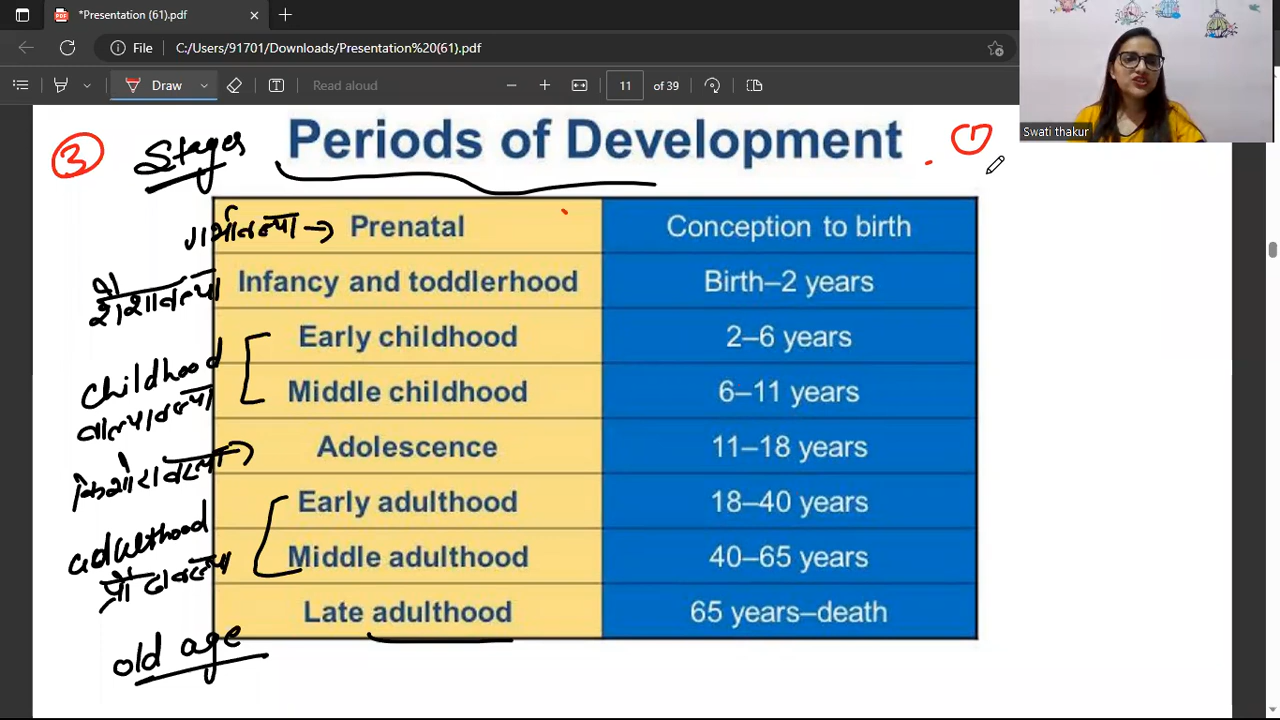 *Presentation (61).pdf
File C:/Users/91701/Downloads/Presentation%20(61).pdf
Draw Read aloud 11 of 39
Swati thakur
3 Stages Periods of Development
गर्भावस्था → Prenatal Conception to birth
शैशावस्था Infancy and toddlerhood Birth–2 years
Early childhood 2–6 years
childhood
बाल्यावस्था Middle childhood 6–11 years
किशोरावस्था Adolescence 11–18 years
Early adulthood 18–40 years
adulthood
प्रौढावस्था Middle adulthood 40–65 years
Late adulthood 65 years–death
old age